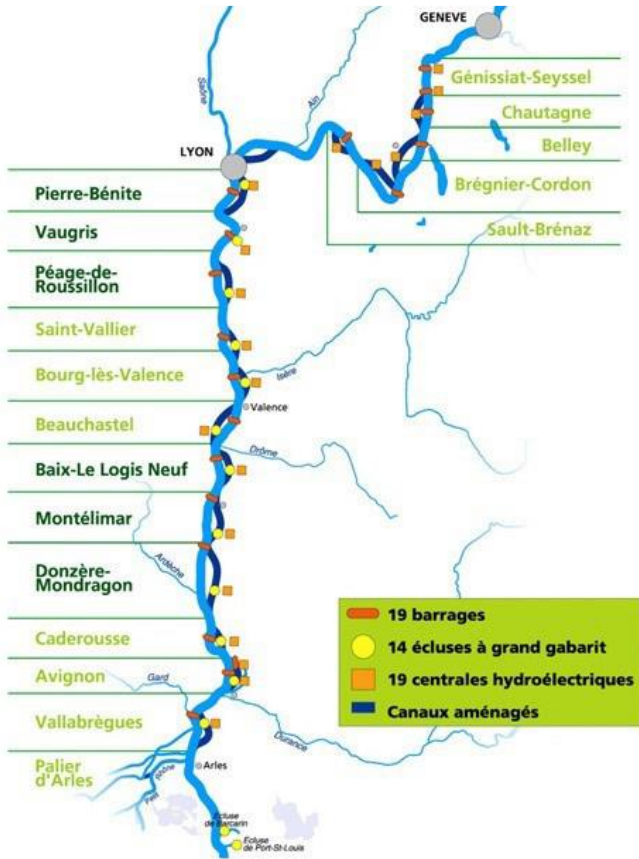 GENEVE
Génissiat-Seyssel
Chautagne
Belley
Brégnier-Cordon
Sault-Brénaz
Saône
Ain
LYON
Pierre-Bénite
Vaugris
Péage-de-
Roussillon
Saint-Vallier
Bourg-lès-Valence
Isère
Valence
Beauchastel
Drôme
Baix-Le Logis Neuf
Montélimar
Ardèche
Donzère-
Mondragon
Caderousse
Avignon
Gard
Durance
Vallabrègues
Palier
d'Arles
Petit
Rhône
Arles
Ecluse
de Barcarin
Ecluse
de Port-St-Louis
19 barrages
14 écluses à grand gabarit
19 centrales hydroélectriques
Canaux aménagés